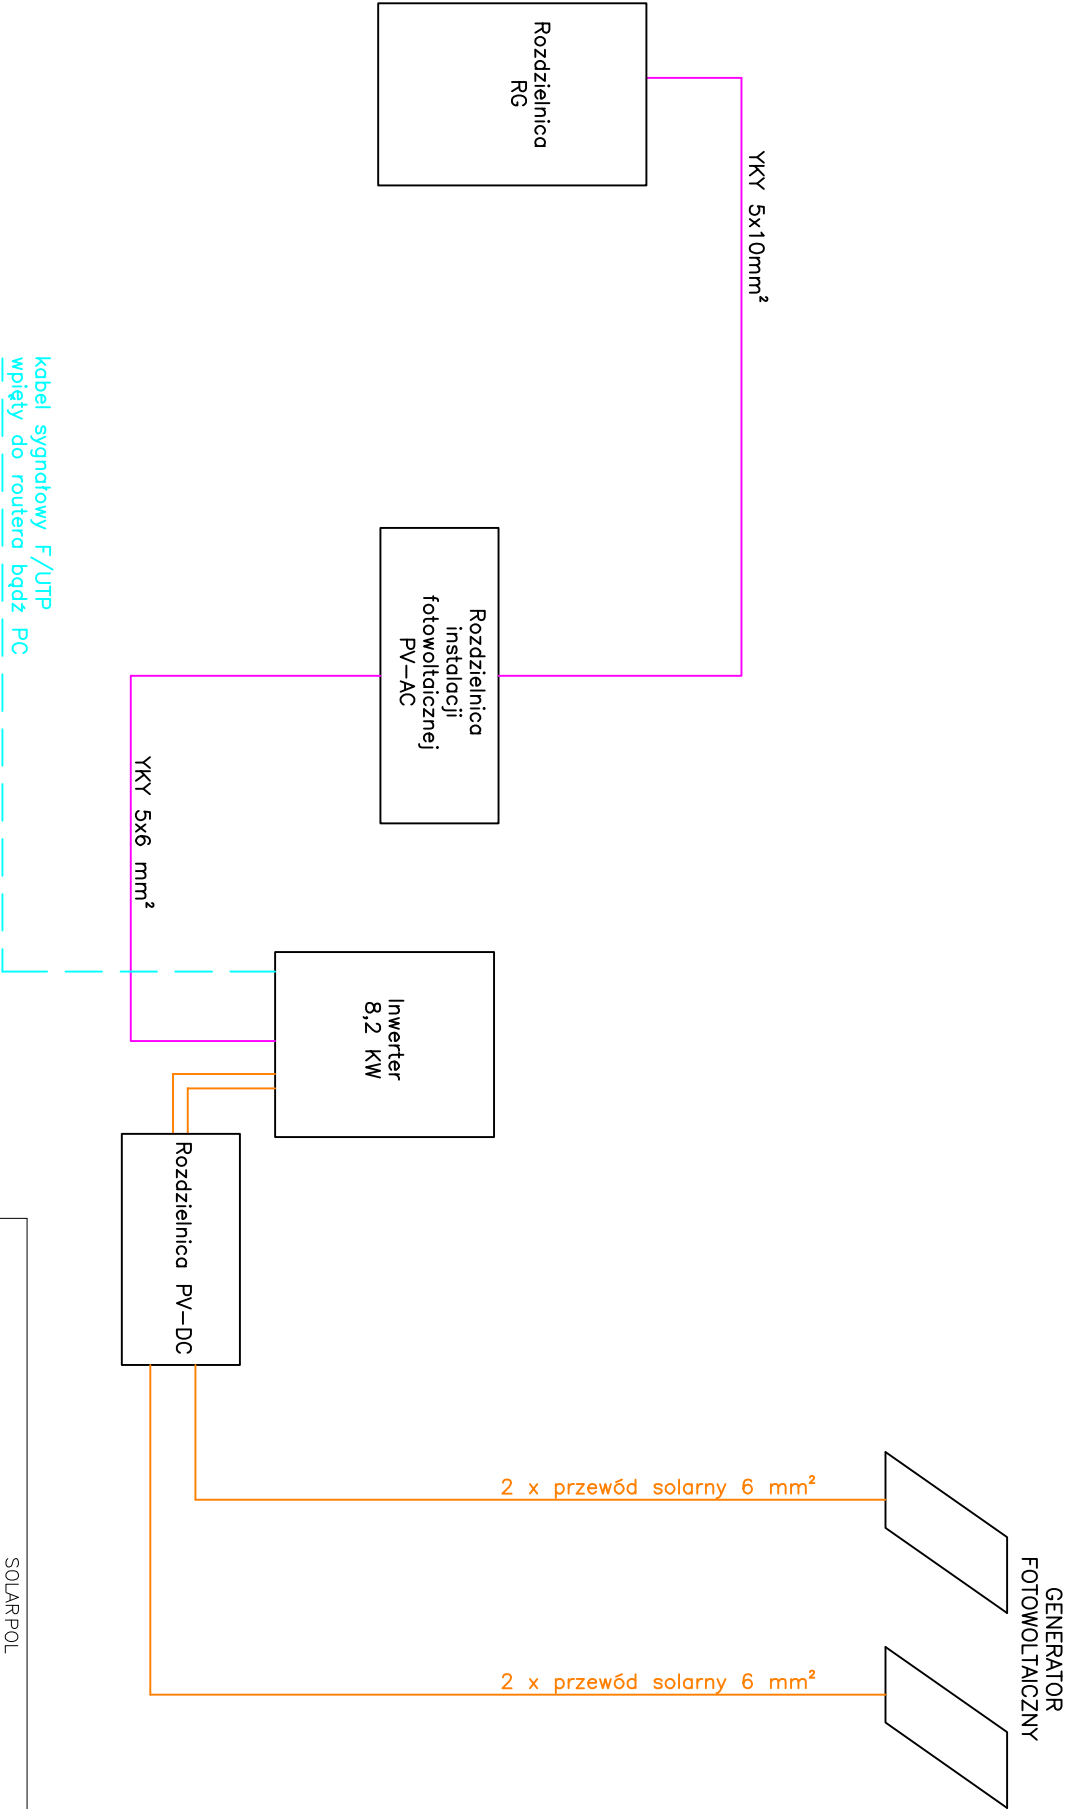 Rozdzielnica
RG
YKY 5x10mm²
kabel sygnałowy F/UTP
wpięty do routera bądz PC
Rozdzielnica
instalacji
fotowoltaicznej
PV-AC
YKY 5x6 mm²
Inwerter
8,2 KW
Rozdzielnica PV-DC
2 x przewód solarny 6 mm²
2 x przewód solarny 6 mm²
GENERATOR
FOTOWOLTAICZNY
SOLARPOL